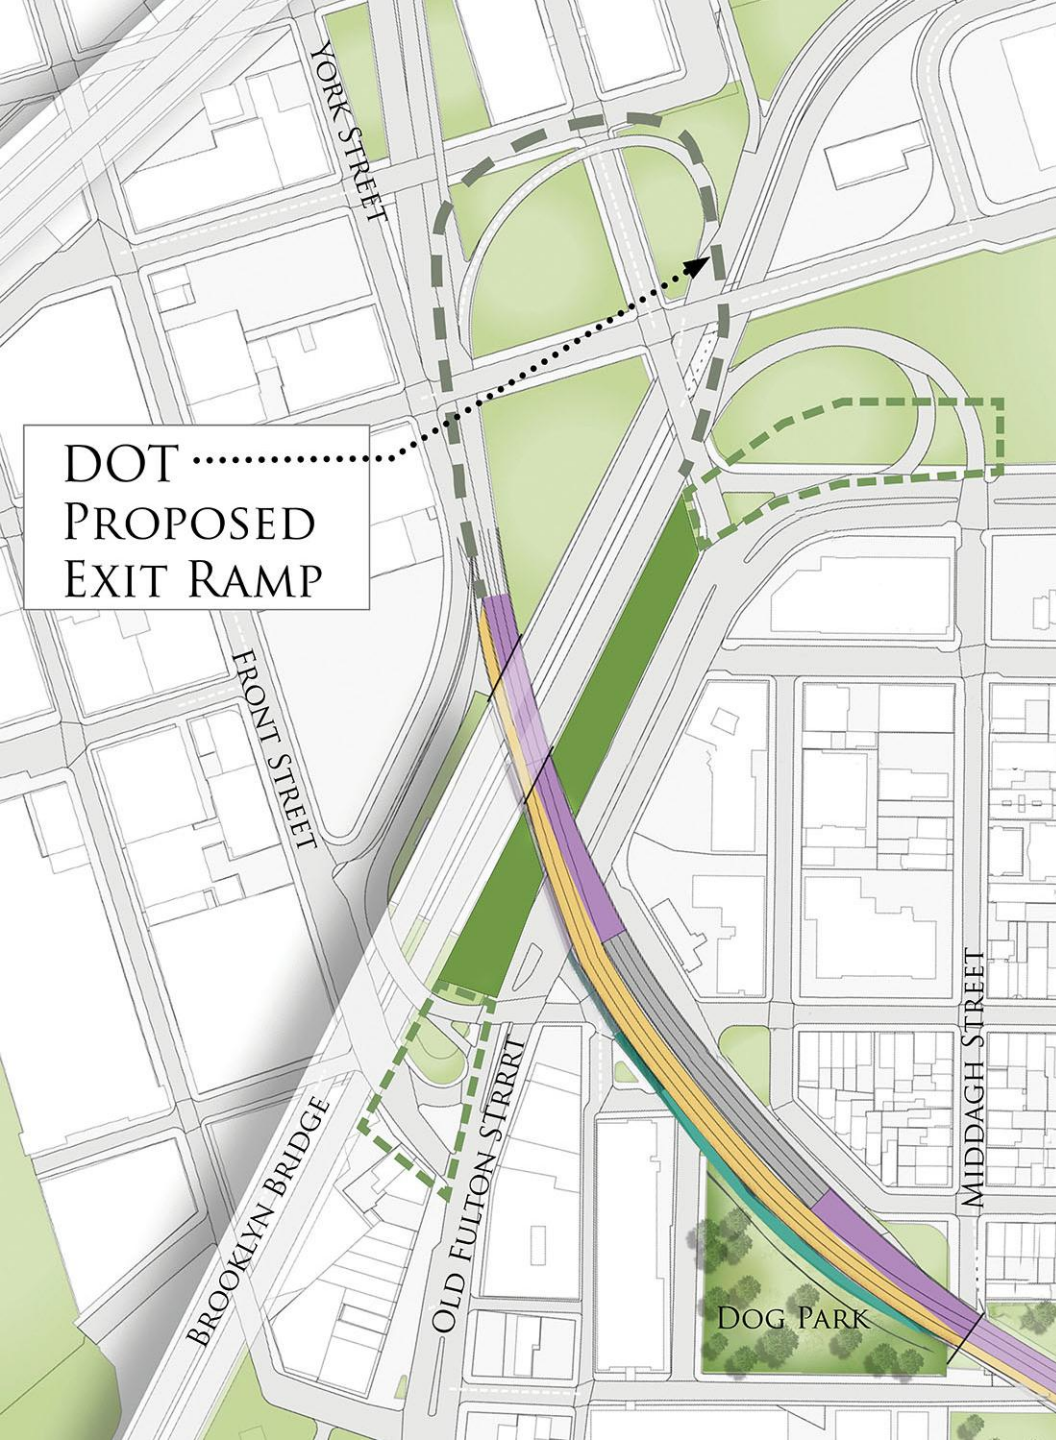 YORK STREET
DOT
PROPOSED
EXIT RAMP
FRONT STREET
MIDDAGH STREET
BROOKLYN BRIDGE
OLD FULTON STRRRT
DOG PARK